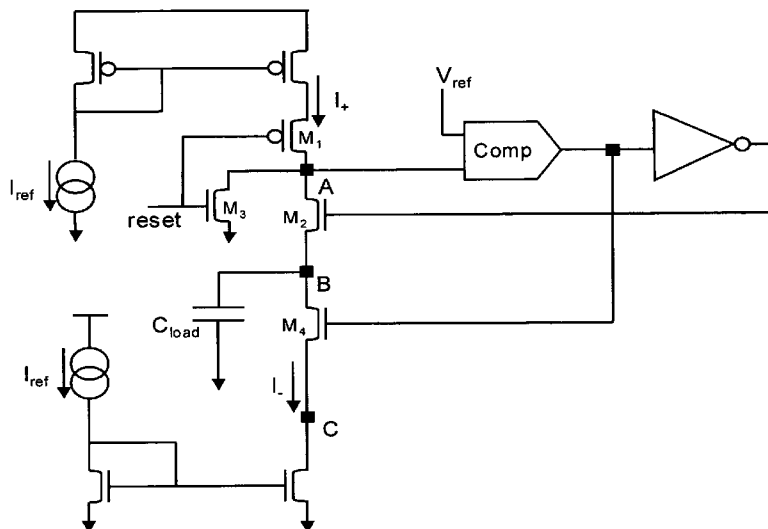 I+
Vref
M1
Comp
A
Iref
reset
M3
M2
B
Cload
M4
Iref
I-
C